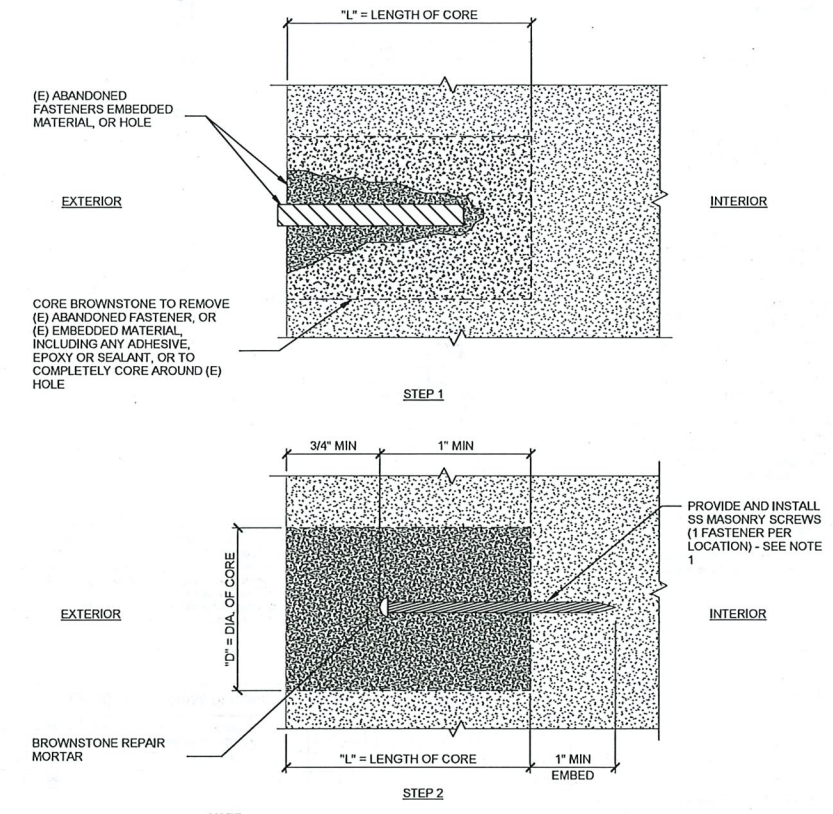 "L" = LENGTH OF CORE
(E) ABANDONED
FASTENERS EMBEDDED
MATERIAL, OR HOLE
EXTERIOR
INTERIOR
CORE BROWNSTONE TO REMOVE
(E) ABANDONED FASTENER, OR
(E) EMBEDDED MATERIAL,
INCLUDING ANY ADHESIVE,
EPOXY OR SEALANT, OR TO
COMPLETELY CORE AROUND (E)
HOLE
STEP 1
3/4" MIN
1" MIN
PROVIDE AND INSTALL
SS MASONRY SCREWS
(1 FASTENER PER
LOCATION) - SEE NOTE
1
"D" = DIA. OF CORE
EXTERIOR
INTERIOR
BROWNSTONE REPAIR
MORTAR
"L" = LENGTH OF CORE
1" MIN
EMBED
STEP 2